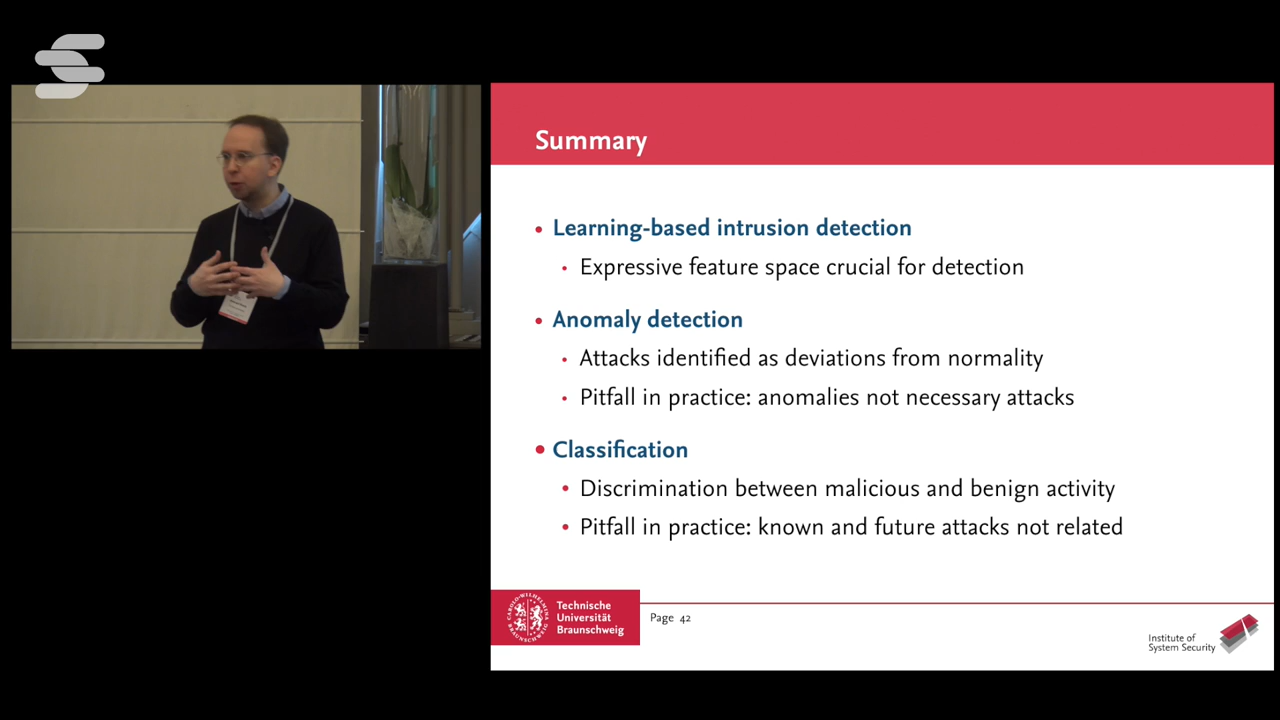 Summary
• Learning-based intrusion detection
• Expressive feature space crucial for detection
• Anomaly detection
• Attacks identified as deviations from normality
• Pitfall in practice: anomalies not necessary attacks
• Classification
• Discrimination between malicious and benign activity
• Pitfall in practice: known and future attacks not related
Technische
Universität
Braunschweig
Page 42
Institute of
System Security